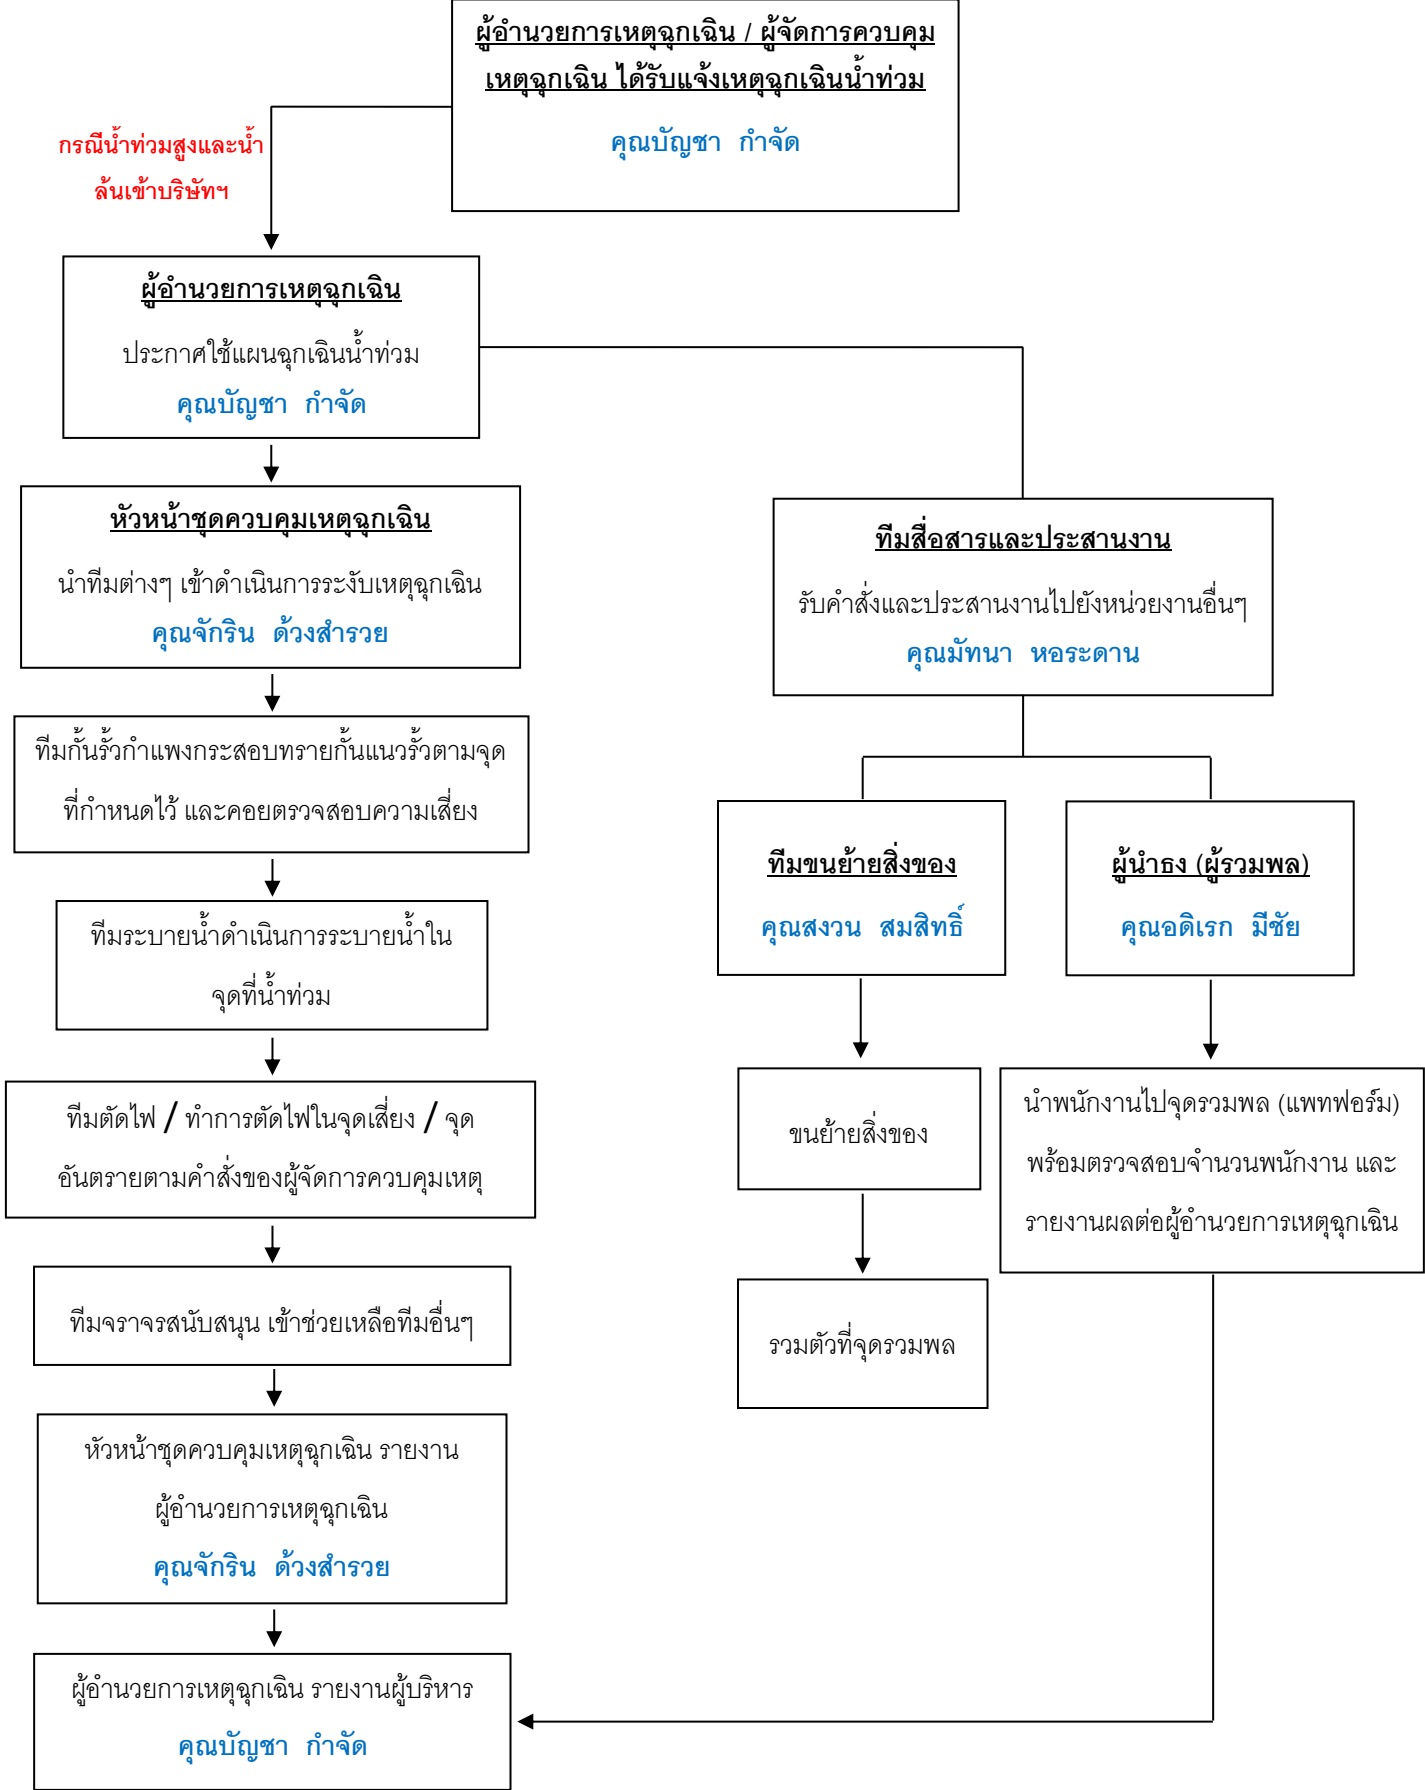 ผู้อำนวยการเหตุฉุกเฉิน / ผู้จัดการควบคุม
เหตุฉุกเฉิน ได้รับแจ้งเหตุฉุกเฉินน้ำท่วม
คุณบัญชา กำจัด
กรณีน้ำท่วมสูงและน้ำ
ล้นเข้าบริษัทฯ
ผู้อำนวยการเหตุฉุกเฉิน
ประกาศใช้แผนฉุกเฉินน้ำท่วม
คุณบัญชา กำจัด
หัวหน้าชุดควบคุมเหตุฉุกเฉิน
นำทีมต่างๆ เข้าดำเนินการระงับเหตุฉุกเฉิน
คุณจักริน ด้วงสำรวย
ทีมสื่อสารและประสานงาน
รับคำสั่งและประสานงานไปยังหน่วยงานอื่นๆ
คุณมัทนา หอระดาน
ทีมกั้นรั้วกำแพงกระสอบทรายกั้นแนวรั้วตามจุด
ที่กำหนดไว้ และคอยตรวจสอบความเสี่ยง
ทีมขนย้ายสิ่งของ
คุณสงวน สมสิทธิ์
ผู้นำธง (ผู้รวมพล)
คุณอดิเรก มีชัย
ทีมระบายน้ำดำเนินการระบายน้ำใน
จุดที่น้ำท่วม
ทีมตัดไฟ / ทำการตัดไฟในจุดเสี่ยง / จุด
อันตรายตามคำสั่งของผู้จัดการควบคุมเหตุ
ขนย้ายสิ่งของ
นำพนักงานไปจุดรวมพล (แพทฟอร์ม)
พร้อมตรวจสอบจำนวนพนักงาน และ
รายงานผลต่อผู้อำนวยการเหตุฉุกเฉิน
ทีมจราจรสนับสนุน เข้าช่วยเหลือทีมอื่นๆ
รวมตัวที่จุดรวมพล
หัวหน้าชุดควบคุมเหตุฉุกเฉิน รายงาน
ผู้อำนวยการเหตุฉุกเฉิน
คุณจักริน ด้วงสำรวย
ผู้อำนวยการเหตุฉุกเฉิน รายงานผู้บริหาร
คุณบัญชา กำจัด